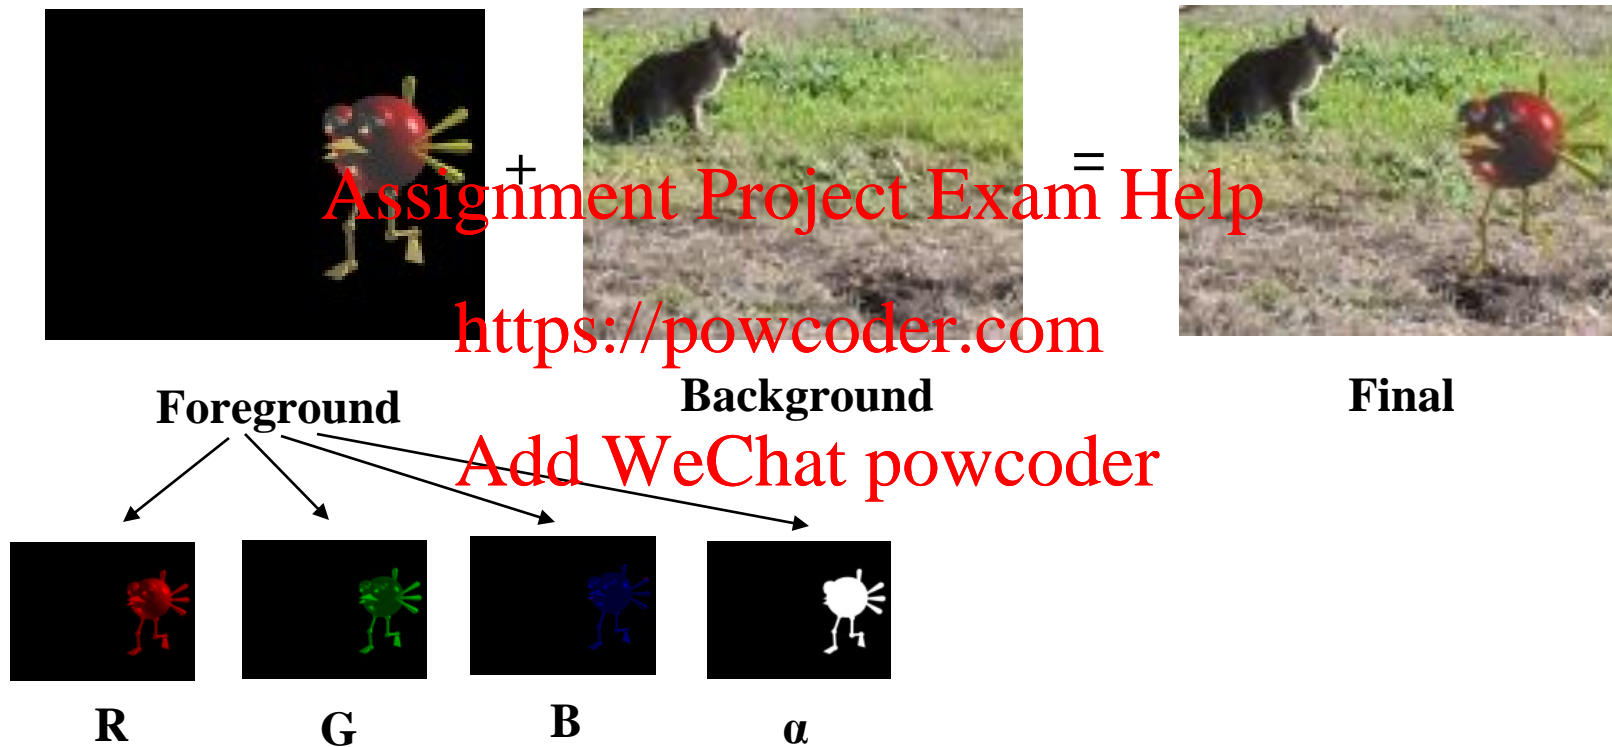 +
=
Assignment Project Exam Help
https://powcoder.com
Foreground
Background
Final
Add WeChat powcoder
R
G
B
α